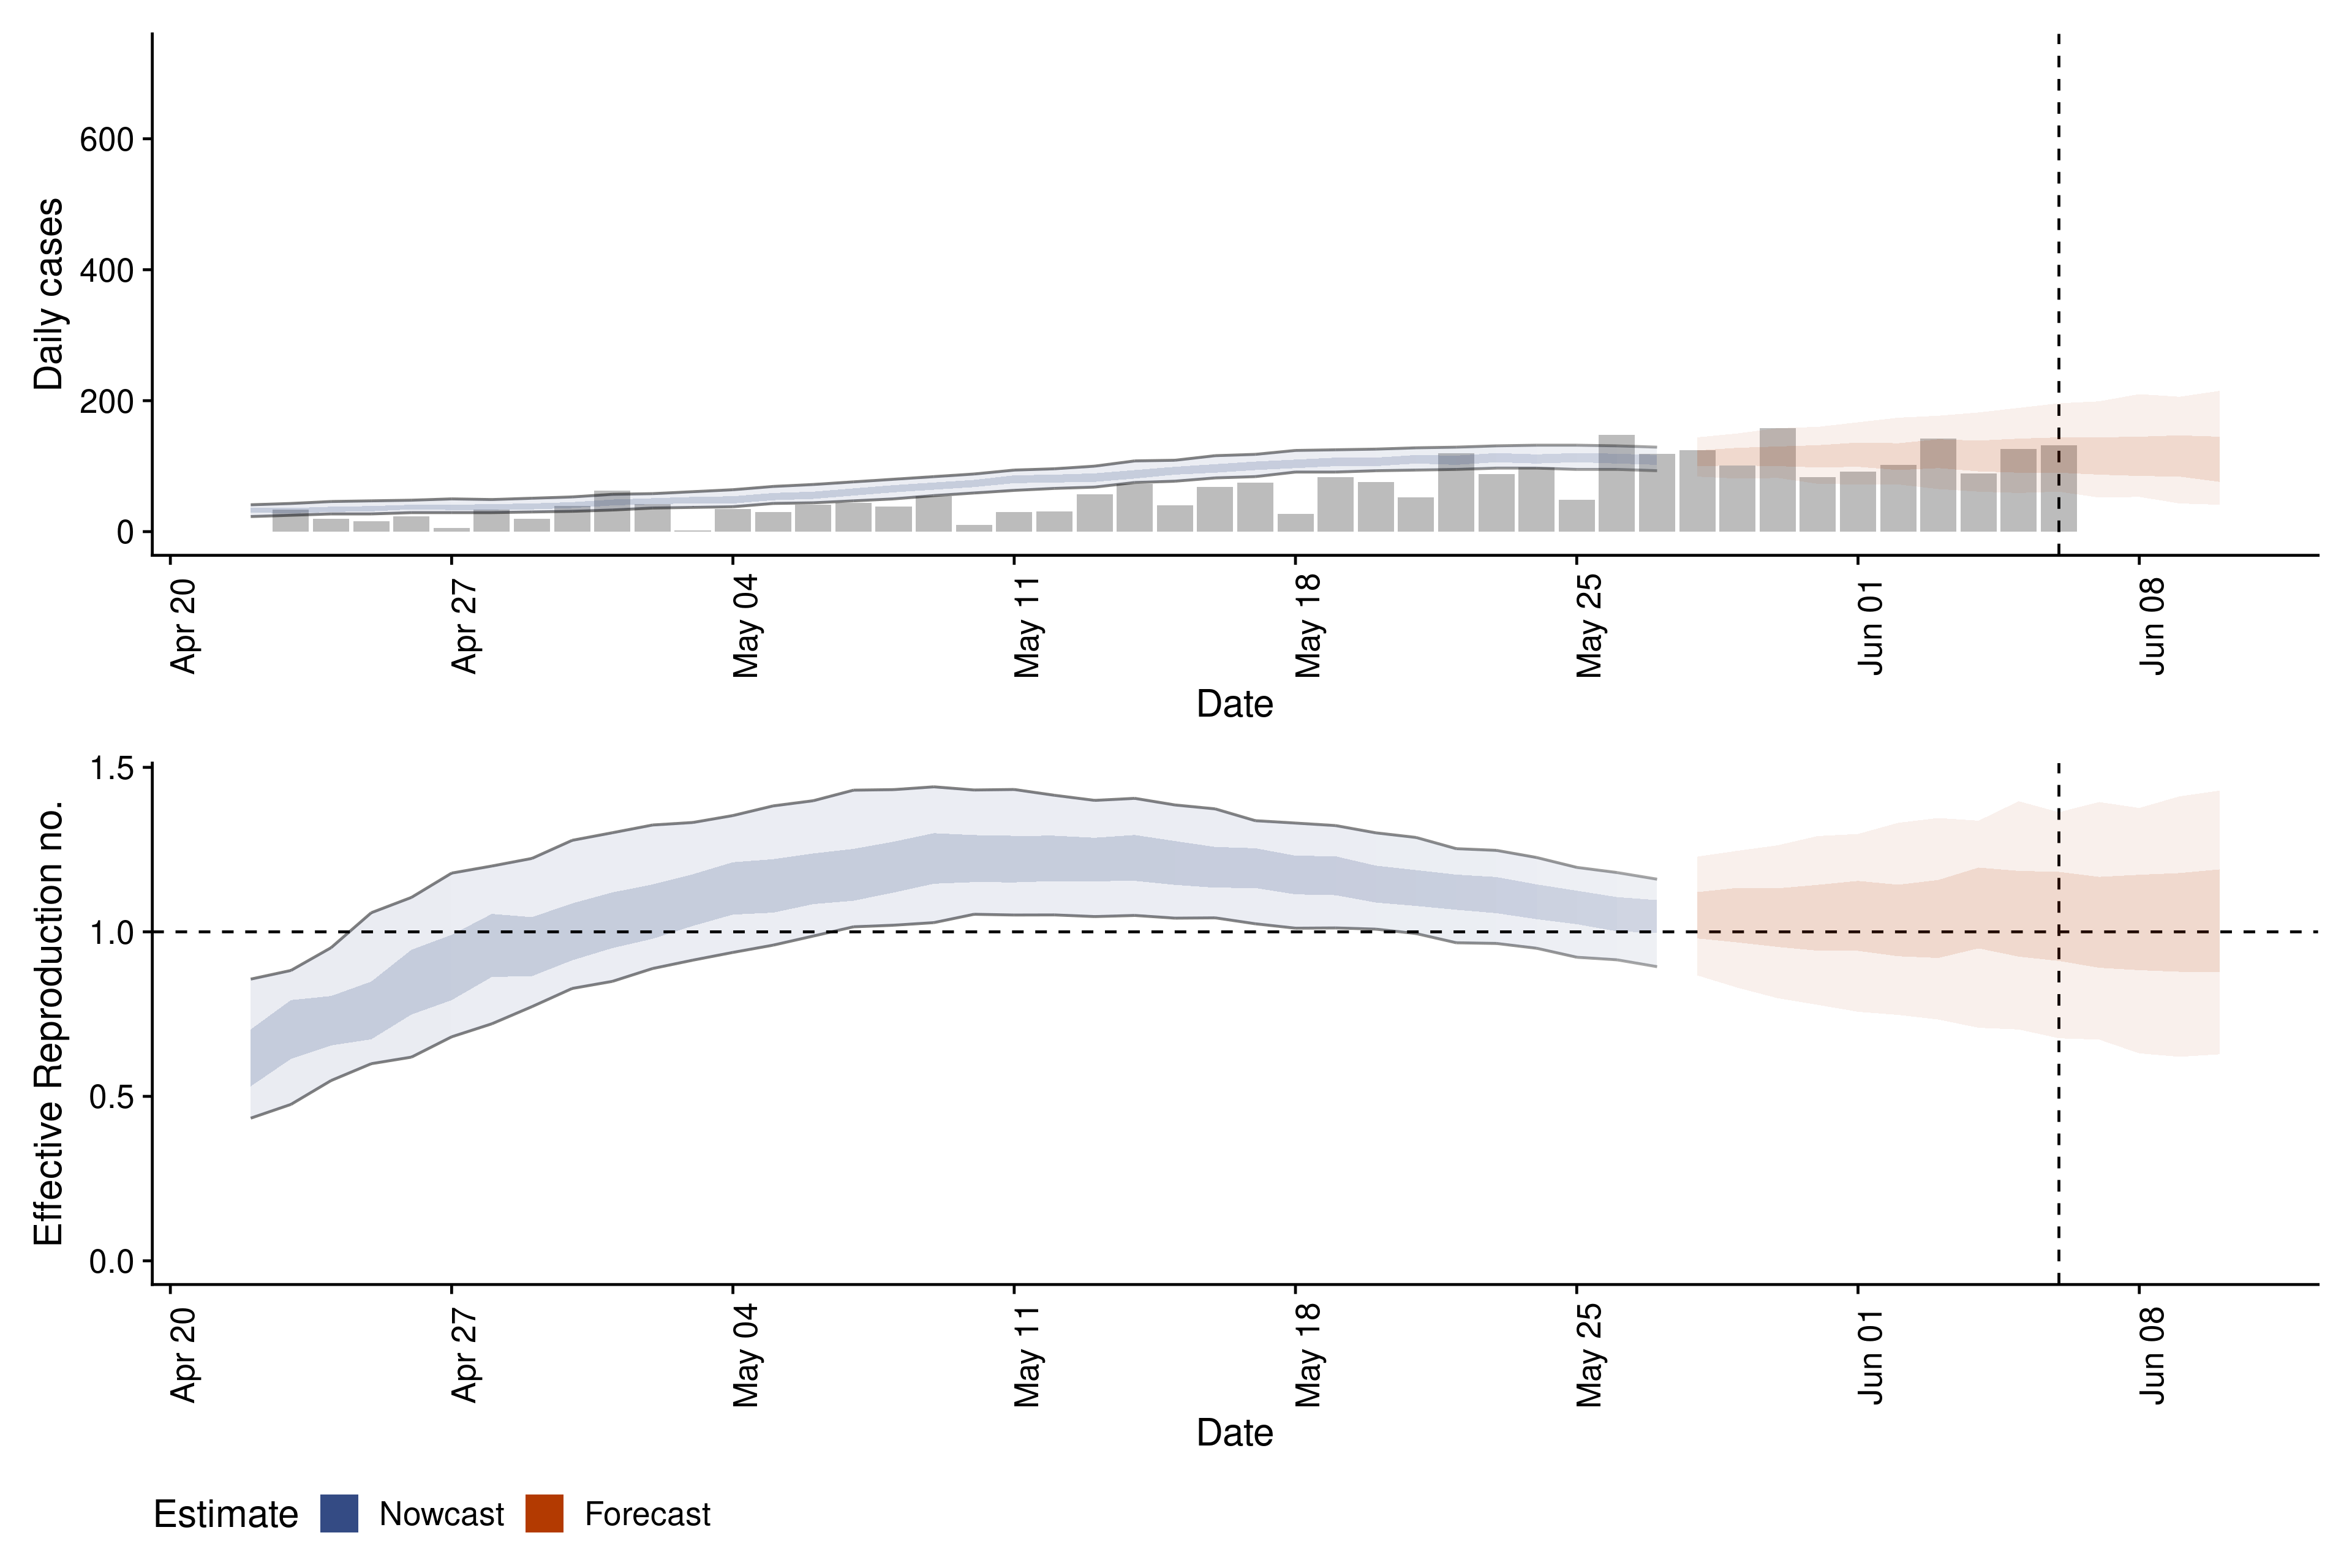 Daily cases
600
400
200
0
Apr 20
Apr 27
May 04
May 11
May 18
May 25
Jun 01
Jun 08
Date
Effective Reproduction no.
1.5
1.0
0.5
0.0
Apr 20
Apr 27
May 04
May 11
May 18
May 25
Jun 01
Jun 08
Date
Estimate Nowcast Forecast